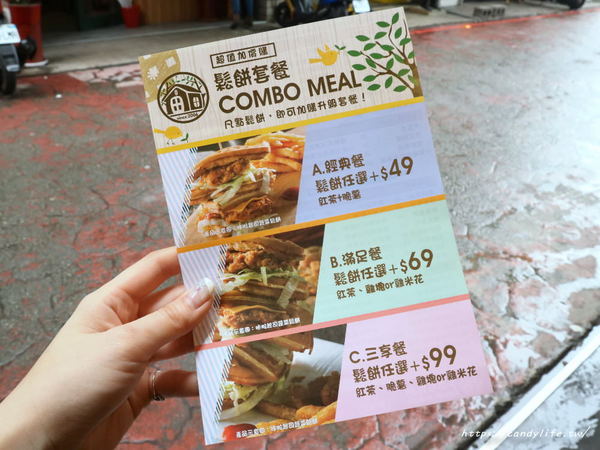 超值加價購
鬆餅套餐
COMBO MEAL
凡點鬆餅，即可加購升級套餐！
since 2006
A.經典餐
鬆餅任選+$49
紅茶+脆薯
B.滿足餐
鬆餅任選+$69
紅茶、雞塊or雞米花
C.三享餐
鬆餅任選+$99
紅茶、脆薯、雞塊or雞米花
https://candylife.tw/